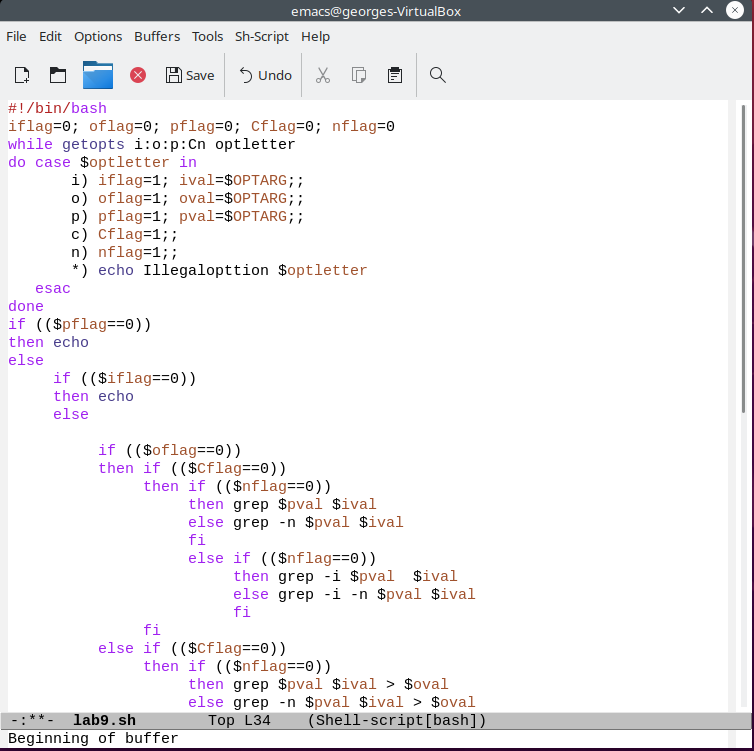 emacs@georges-VirtualBox
File Edit Options Buffers Tools Sh-Script Help
Save Undo
#!/bin/bash
iflag=0; oflag=0; pflag=0; Cflag=0; nflag=0
while getopts i:o:p:Cn optletter
do case $optletter in
       i) iflag=1; ival=$OPTARG;;
       o) oflag=1; oval=$OPTARG;;
       p) pflag=1; pval=$OPTARG;;
       c) Cflag=1;;
       n) nflag=1;;
       *) echo Illegalopttion $optletter
   esac
done
if (($pflag==0))
then echo
else
     if (($iflag==0))
     then echo
     else

          if (($oflag==0))
          then if (($Cflag==0))
               then if (($nflag==0))
                    then grep $pval $ival
                    else grep -n $pval $ival
                    fi
                    else if (($nflag==0))
                         then grep -i $pval  $ival
                         else grep -i -n $pval $ival
                         fi
               fi
          else if (($Cflag==0))
               then if (($nflag==0))
                    then grep $pval $ival > $oval
                    else grep -n $pval $ival > $oval
-:**-  lab9.sh        Top L34    (Shell-script[bash])
Beginning of buffer